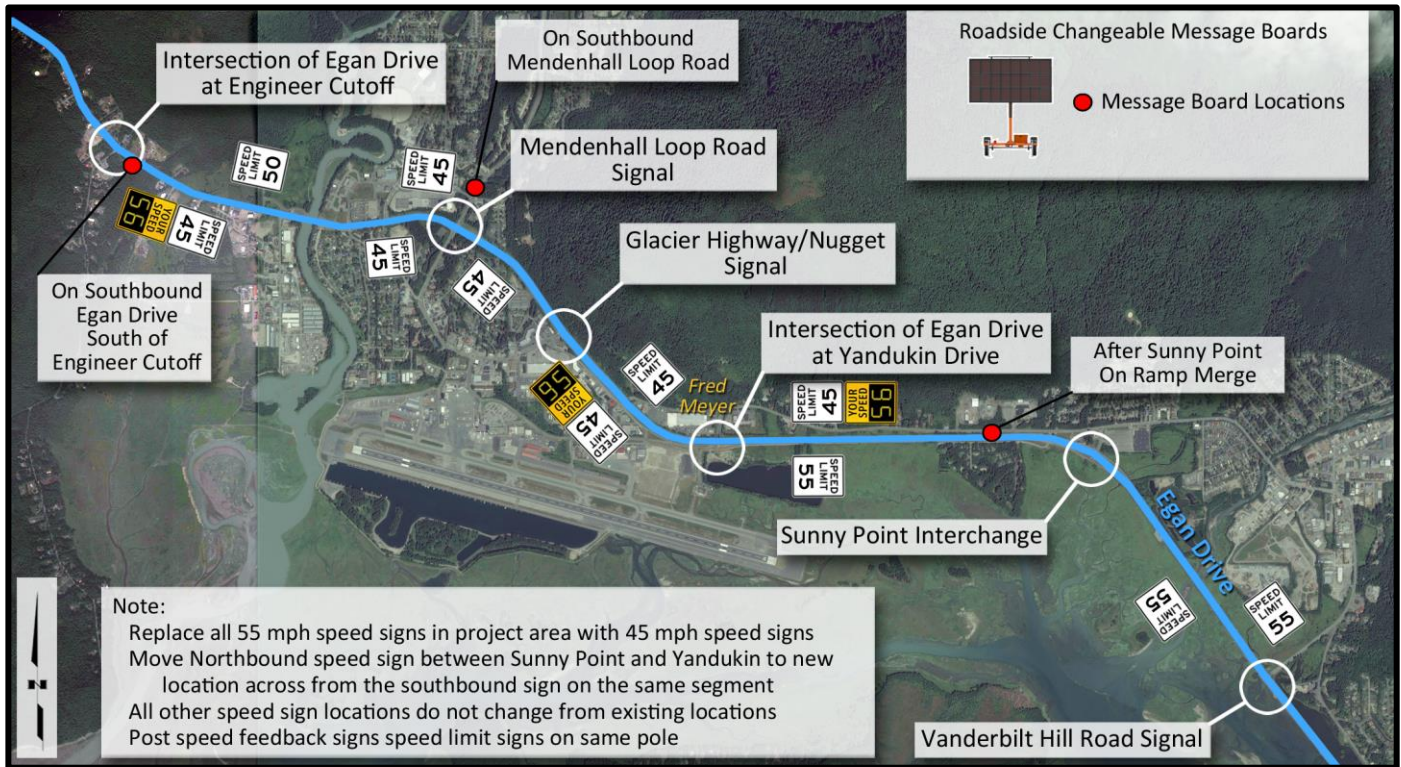 Roadside Changeable Message Boards
Message Board Locations
Intersection of Egan Drive
at Engineer Cutoff
On Southbound
Mendenhall Loop Road
Mendenhall Loop Road
Signal
Glacier Highway/Nugget
Signal
On Southbound
Egan Drive
South of
Engineer Cutoff
Intersection of Egan Drive
at Yandukin Drive
After Sunny Point
On Ramp Merge
Fred
Meyer
Sunny Point Interchange
Egan Drive
Vanderbilt Hill Road Signal
SPEED
LIMIT
50
SPEED
LIMIT
45
YOUR
SPEED
56
SPEED
LIMIT
45
SPEED
LIMIT
45
SPEED
LIMIT
45
SPEED
LIMIT
45
YOUR
SPEED
56
SPEED
LIMIT
45
SPEED
LIMIT
45
YOUR
SPEED
56
SPEED
LIMIT
55
SPEED
LIMIT
55
SPEED
LIMIT
55
N
Note:
Replace all 55 mph speed signs in project area with 45 mph speed signs
Move Northbound speed sign between Sunny Point and Yandukin to new
location across from the southbound sign on the same segment
All other speed sign locations do not change from existing locations
Post speed feedback signs speed limit signs on same pole